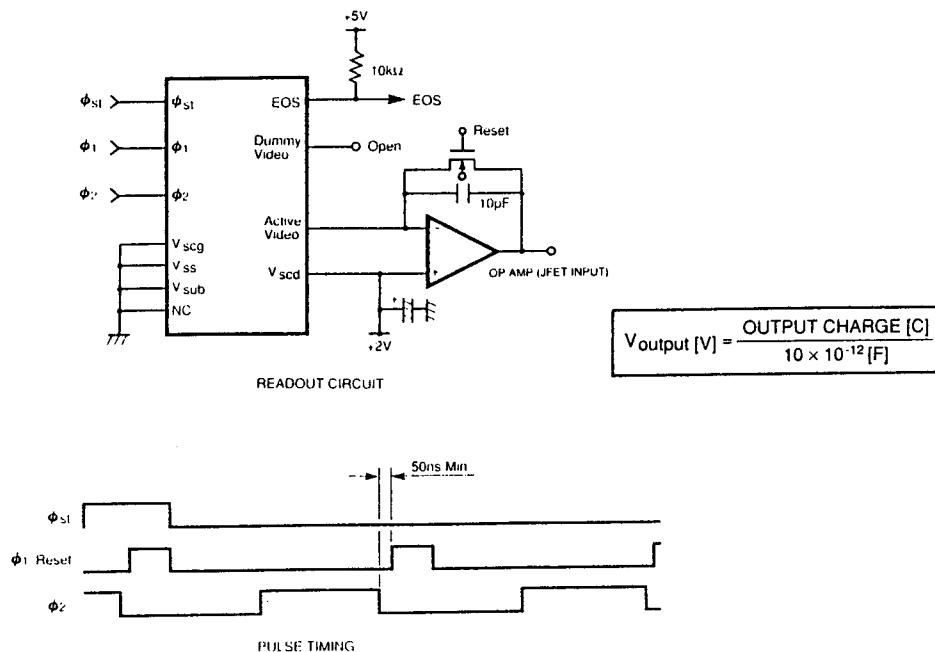 +5V
10kΩ
ϕst ϕst EOS EOS
ϕ1 ϕ1 Dummy Video Open
Reset
ϕ2 ϕ2
10pF
Active Video
-
Vscg
+
OP AMP (JFET INPUT)
Vss Vscd
Vsub
NC
+
+2V
READOUT CIRCUIT
Voutput [V] = OUTPUT CHARGE [C] / 10 × 10-12 [F]
50ns Min
ϕst
ϕ1 Reset
ϕ2
PULSE TIMING